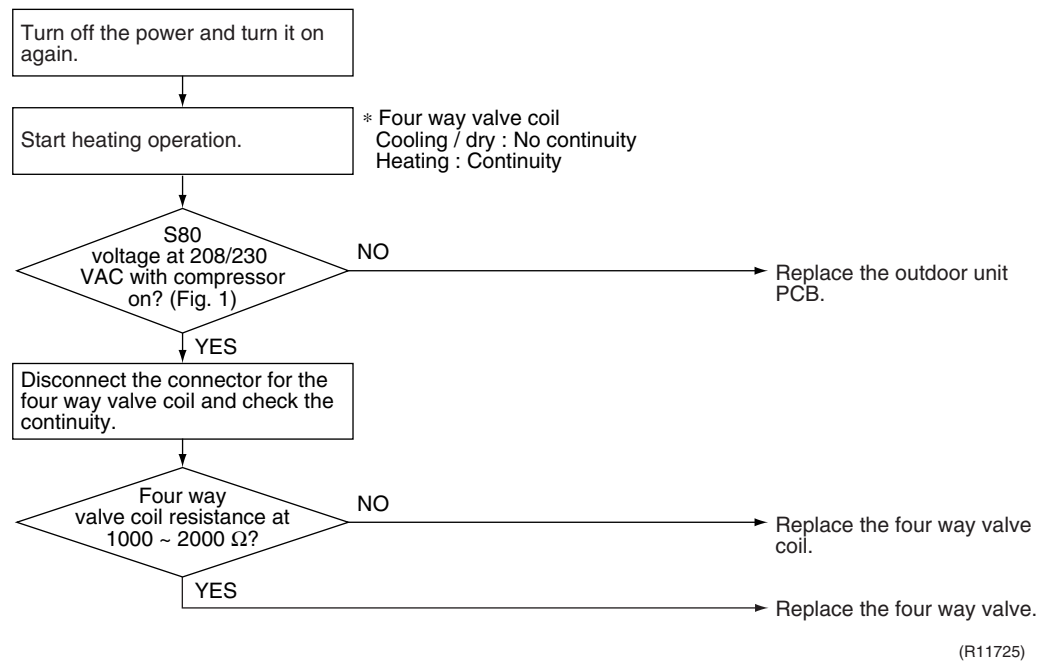 Turn off the power and turn it on
again.
Start heating operation.
* Four way valve coil
Cooling / dry : No continuity
Heating : Continuity
S80
voltage at 208/230
VAC with compressor
on? (Fig. 1)
NO
Replace the outdoor unit
PCB.
YES
Disconnect the connector for the
four way valve coil and check the
continuity.
Four way
valve coil resistance at
1000 ~ 2000 Ω?
NO
Replace the four way valve
coil.
YES
Replace the four way valve.
(R11725)